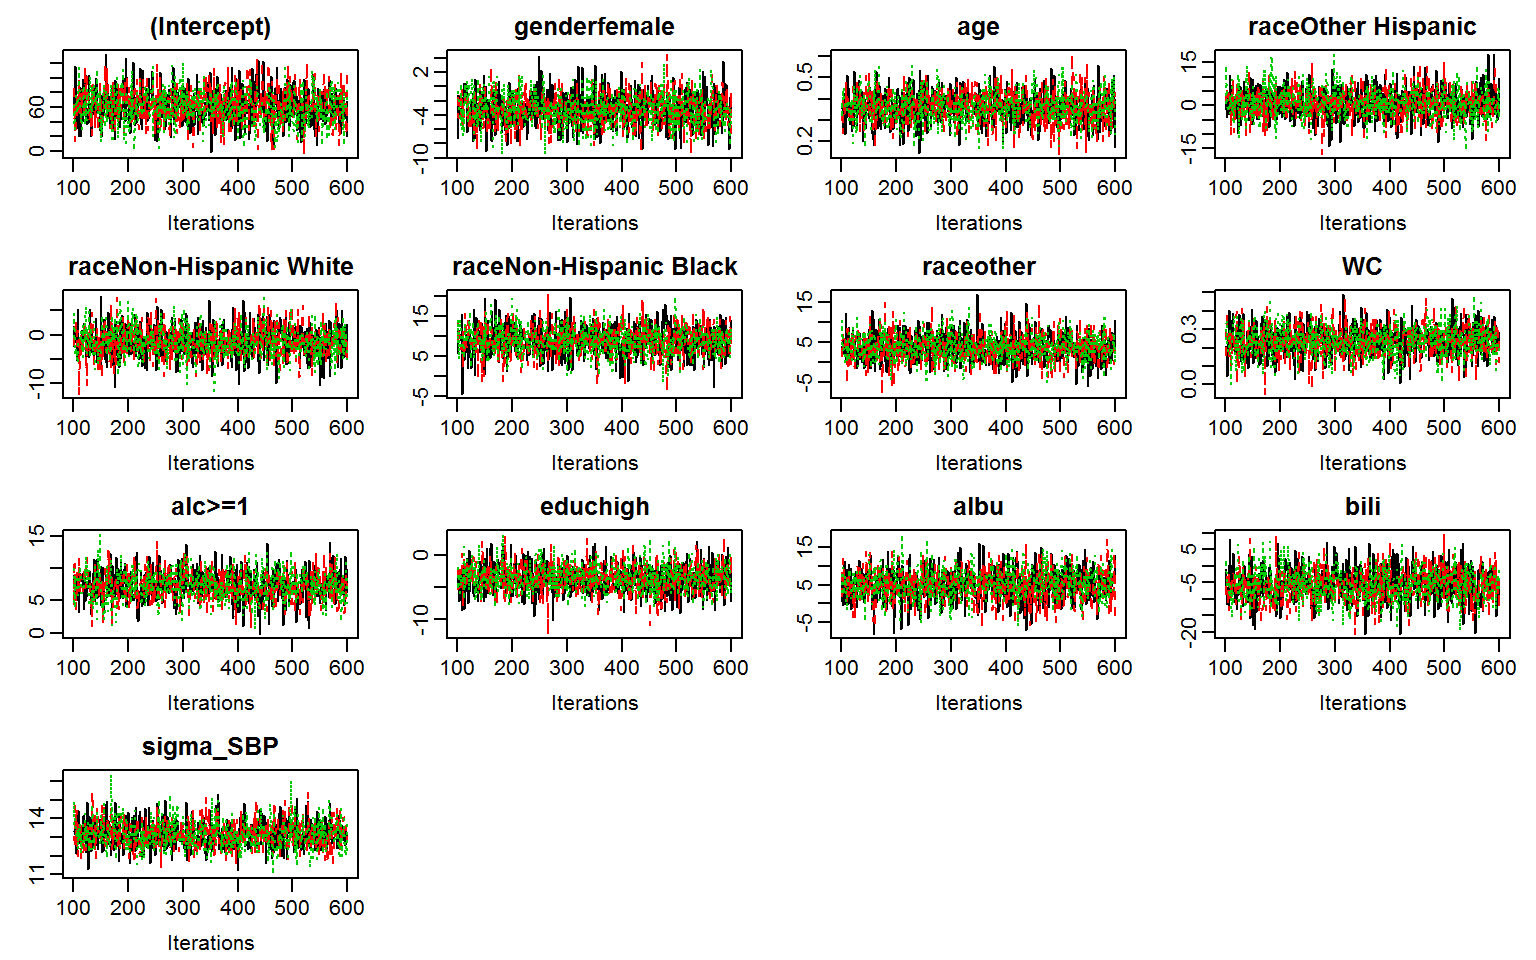 (Intercept) genderfemale age raceOther Hispanic
0 60
-10 -4 2
0.2 0.5
-15 0 15
100 200 300 400 500 600 100 200 300 400 500 600 100 200 300 400 500 600 100 200 300 400 500 600
Iterations Iterations Iterations Iterations
raceNon-Hispanic White raceNon-Hispanic Black raceother WC
-10 0
-5 5 15
-5 5 15
0.0 0.3
100 200 300 400 500 600 100 200 300 400 500 600 100 200 300 400 500 600 100 200 300 400 500 600
Iterations Iterations Iterations Iterations
alc>=1 educhigh albu bili
0 5 15
-10 0
-5 5 15
-20 -5 5
100 200 300 400 500 600 100 200 300 400 500 600 100 200 300 400 500 600 100 200 300 400 500 600
Iterations Iterations Iterations Iterations
sigma_SBP
11 14
100 200 300 400 500 600
Iterations